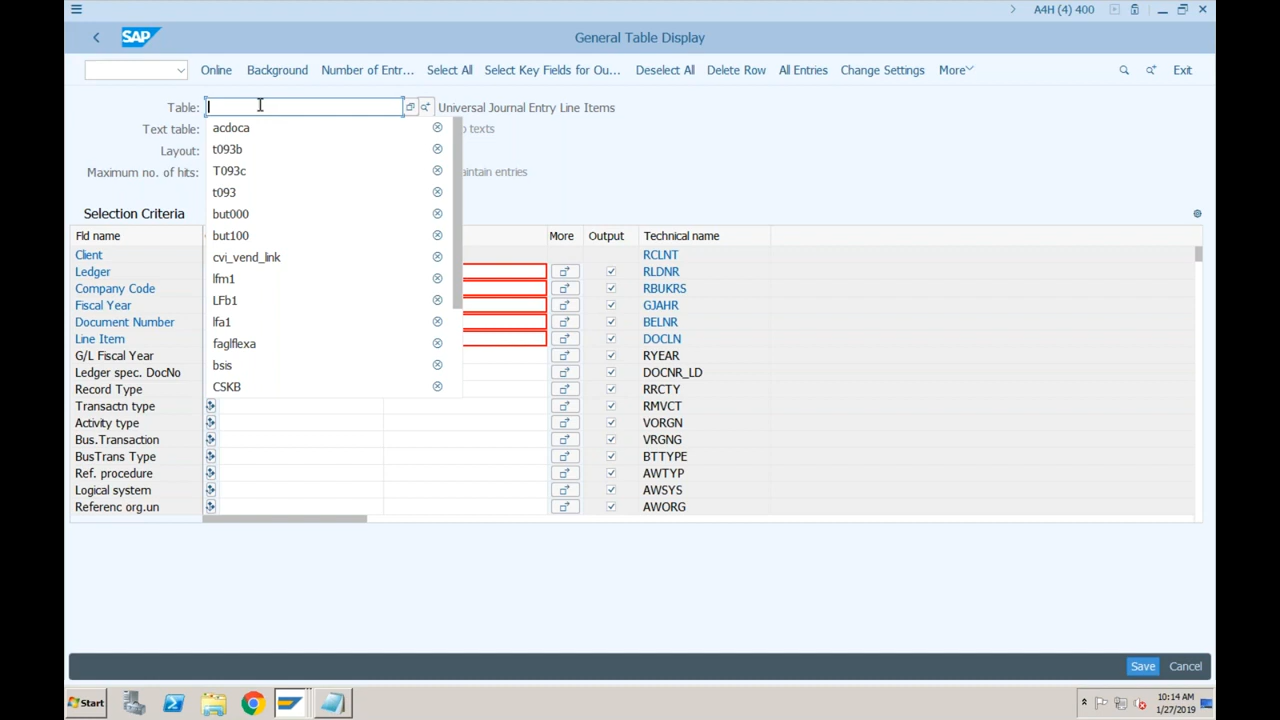 A4H (4) 400
SAP
General Table Display
Online Background Number of Entr... Select All Select Key Fields for Ou... Deselect All Delete Row All Entries Change Settings More Exit
Table: Universal Journal Entry Line Items
Text table: texts
Layout:
Maximum no. of hits: aintain entries
acdoca
t093b
T093c
t093
but000
but100
cvi_vend_link
lfm1
LFb1
lfa1
faglflexa
bsis
CSKB
Selection Criteria
Fld name More Output Technical name
Client RCLNT
Ledger RLDNR
Company Code RBUKRS
Fiscal Year GJAHR
Document Number BELNR
Line Item DOCLN
G/L Fiscal Year RYEAR
Ledger spec. DocNo DOCNR_LD
Record Type RRCTY
Transactn type RMVCT
Activity type VORGN
Bus.Transaction VRGNG
BusTrans Type BTTYPE
Ref. procedure AWTYP
Logical system AWSYS
Referenc org.un AWORG
Save Cancel
Start
10:14 AM
1/27/2019